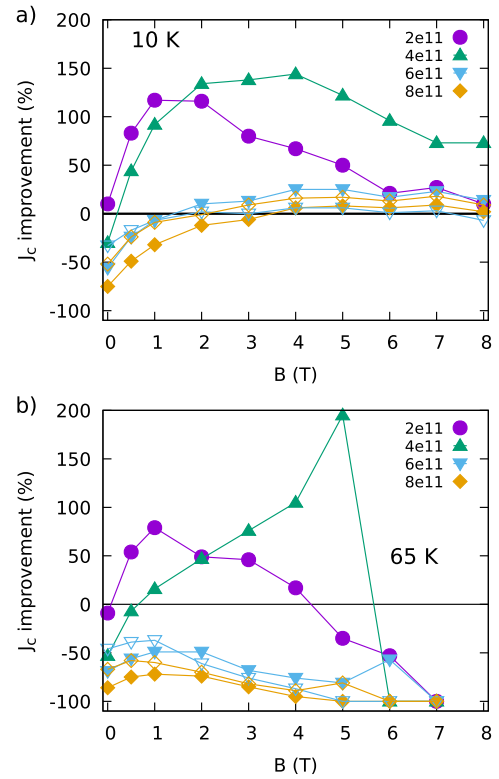 a)
10 K
2e11
4e11
6e11
8e11
J_c improvement (%)
200
150
100
50
0
-50
-100
0 1 2 3 4 5 6 7 8
B (T)
b)
65 K
2e11
4e11
6e11
8e11
J_c improvement (%)
200
150
100
50
0
-50
-100
0 1 2 3 4 5 6 7 8
B (T)